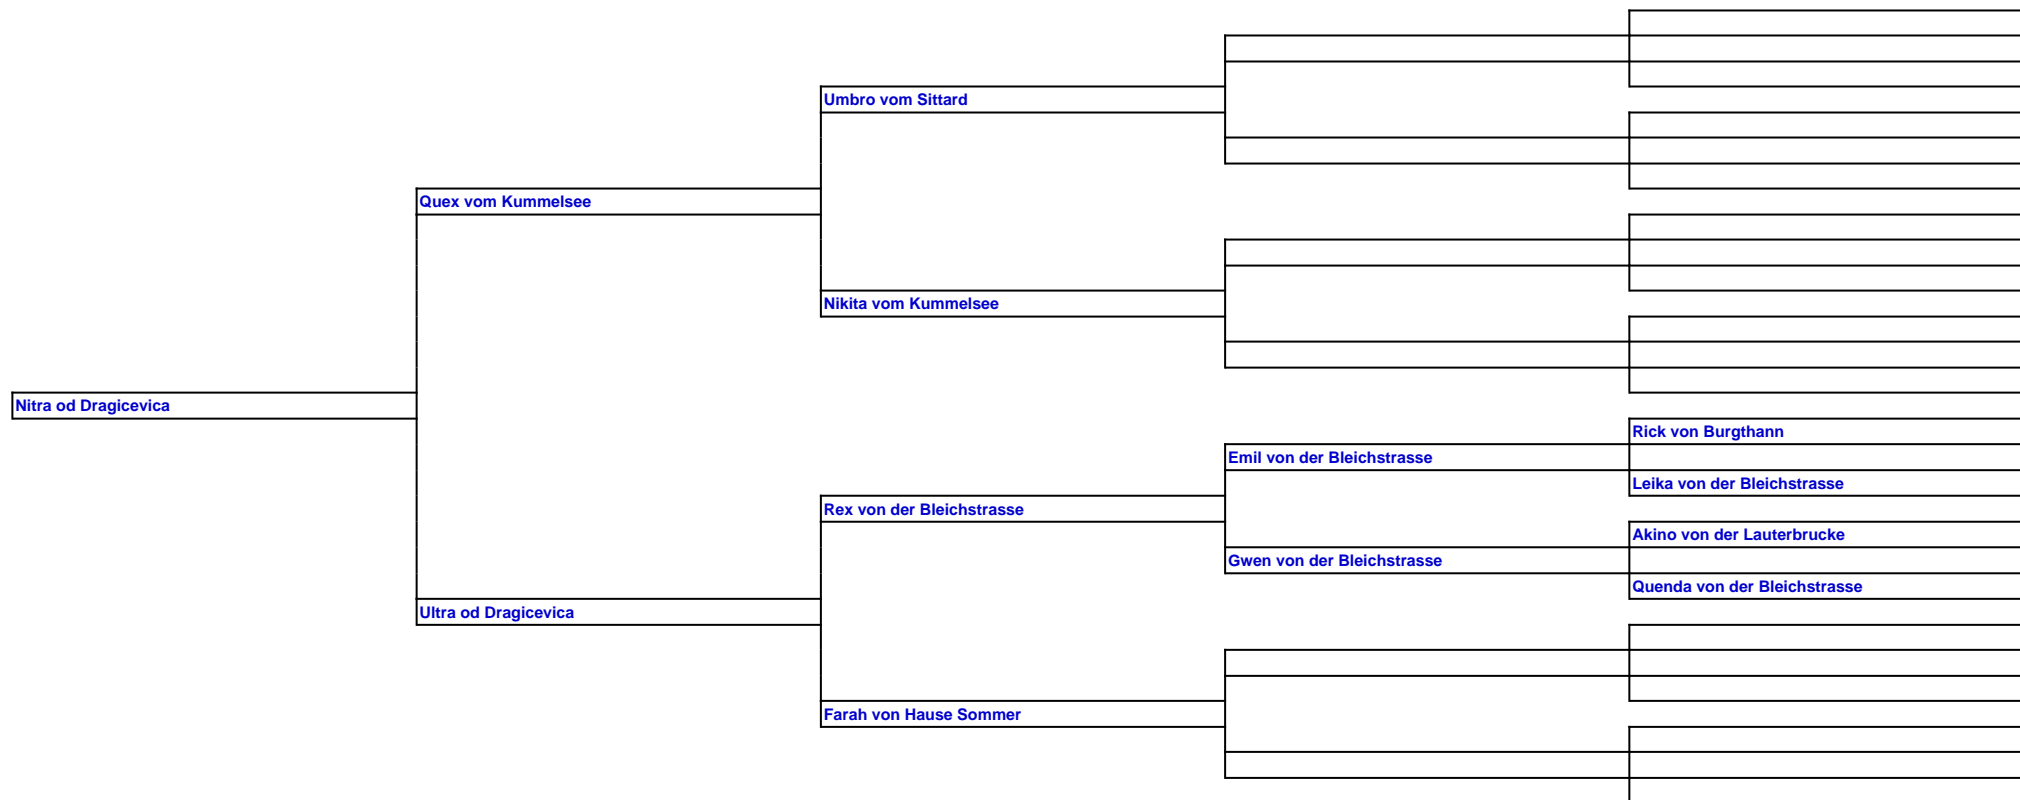 Umbro vom Sittard
Quex vom Kummelsee
Nikita vom Kummelsee
Nitra od Dragicevica
Rick von Burgthann
Emil von der Bleichstrasse
Leika von der Bleichstrasse
Rex von der Bleichstrasse
Akino von der Lauterbrucke
Gwen von der Bleichstrasse
Quenda von der Bleichstrasse
Ultra od Dragicevica
Farah von Hause Sommer